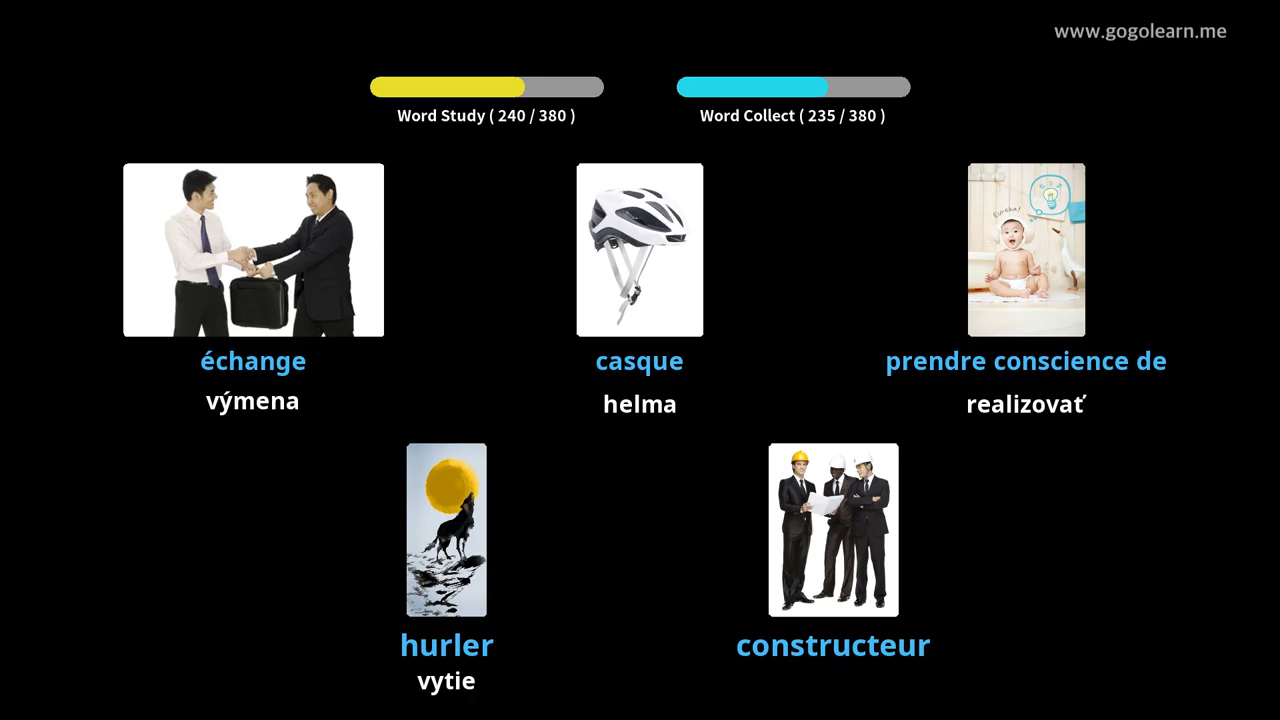 www.gogolearn.me
Word Study ( 240 / 380 )
Word Collect ( 235 / 380 )
Eureka!
échange
casque
prendre conscience de
výmena
helma
realizovať
hurler
constructeur
vytie